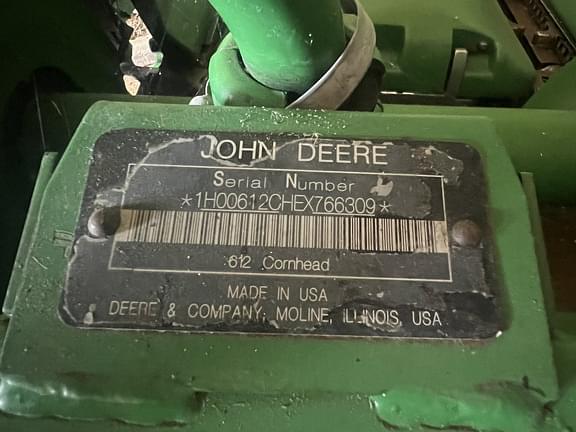 JOHN DEERE
Serial Number
*1H00612CHEX766309*
612 Cornhead
MADE IN USA
DEERE & COMPANY, MOLINE, ILLINOIS, USA